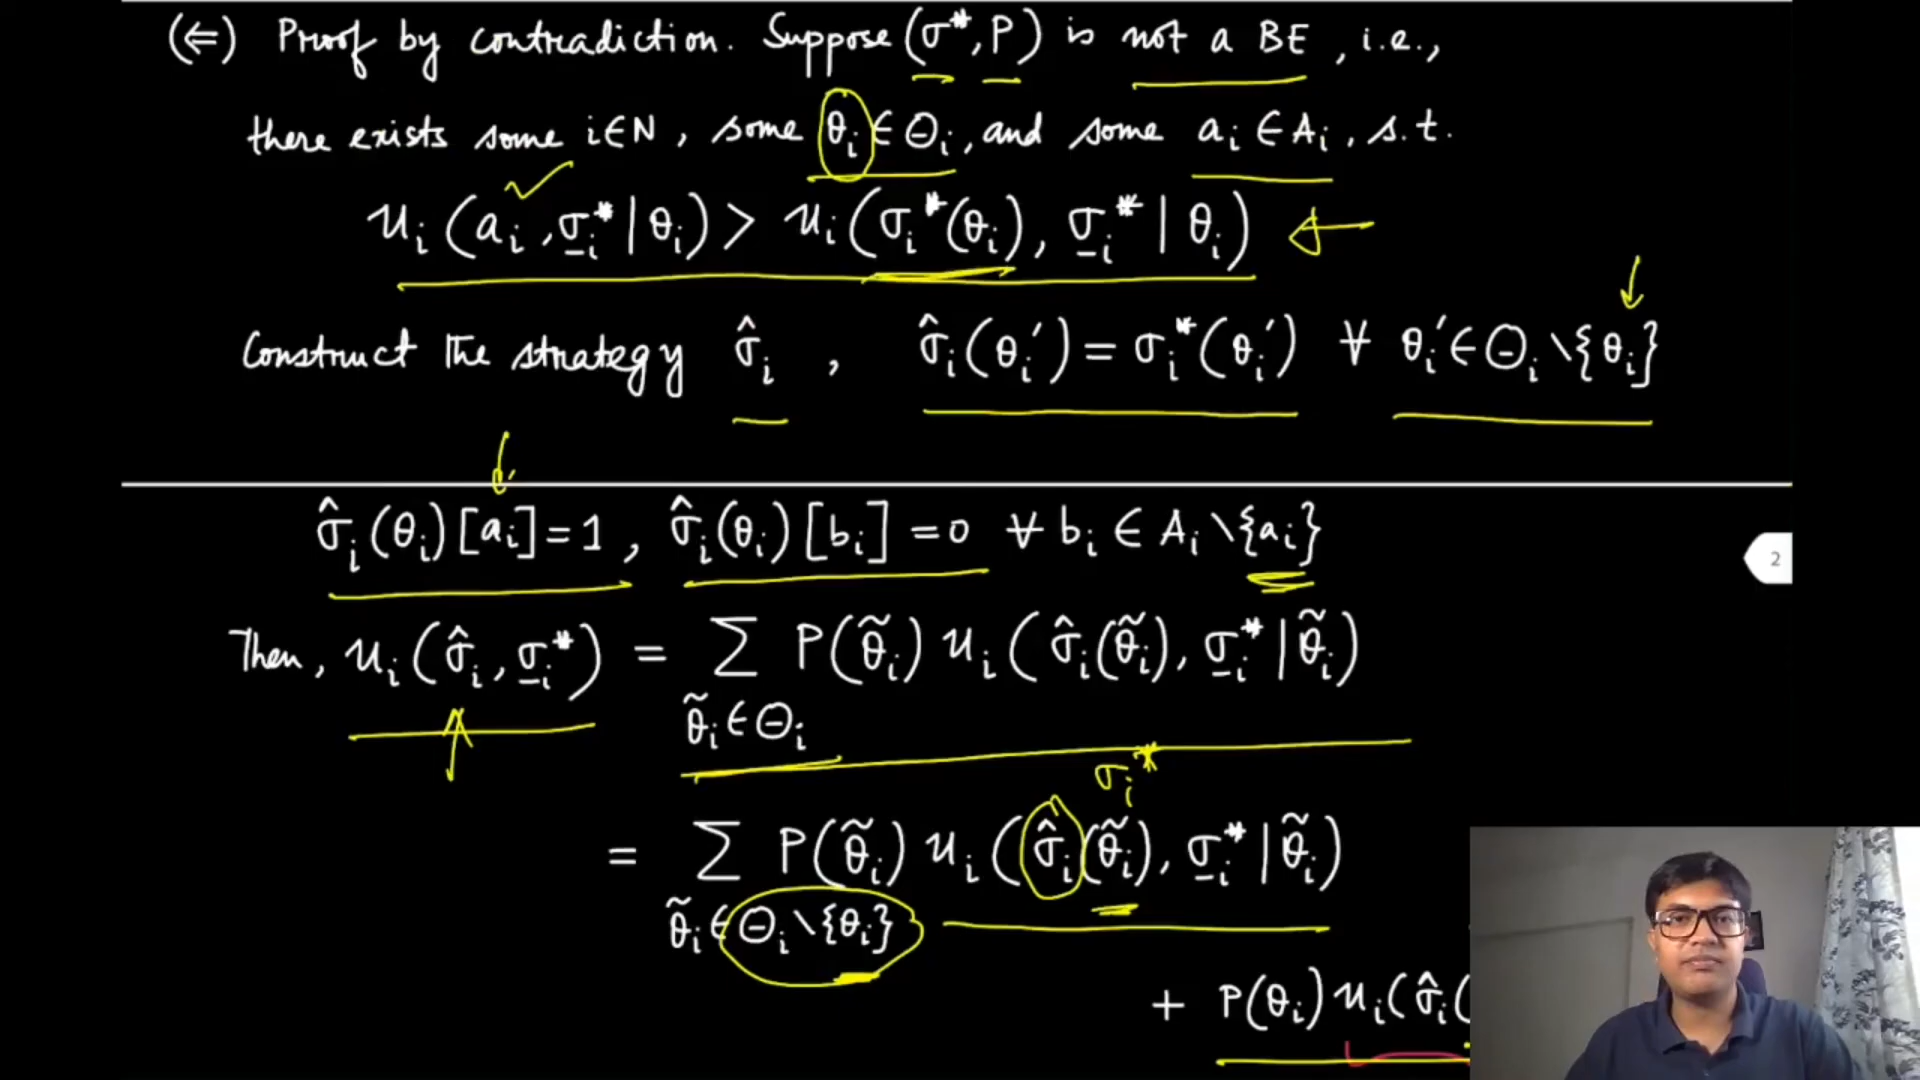 (⇐) Proof by contradiction. Suppose (σ*, P) is not a BE, i.e.,
there exists some i∈N, some θᵢ ∈ Θᵢ, and some aᵢ ∈ Aᵢ, s.t.
uᵢ(aᵢ, σ̲ᵢ* | θᵢ) > uᵢ(σᵢ*(θᵢ), σ̲ᵢ* | θᵢ)
Construct the strategy σ̂ᵢ, σ̂ᵢ(θᵢ′) = σᵢ*(θᵢ′) ∀ θᵢ′ ∈ Θᵢ \ {θᵢ}
σ̂ᵢ(θᵢ)[aᵢ] = 1, σ̂ᵢ(θᵢ)[bᵢ] = 0 ∀ bᵢ ∈ Aᵢ \ {aᵢ}
2
Then, uᵢ(σ̂ᵢ, σ̲ᵢ*) = Σ P(θ̃ᵢ) uᵢ(σ̂ᵢ(θ̃ᵢ), σ̲ᵢ* | θ̃ᵢ)
θ̃ᵢ ∈ Θᵢ
σᵢ*
= Σ P(θ̃ᵢ) uᵢ(σ̂ᵢ(θ̃ᵢ), σ̲ᵢ* | θ̃ᵢ)
θ̃ᵢ ∈ Θᵢ \ {θᵢ}
+ P(θᵢ) uᵢ(σ̂ᵢ(